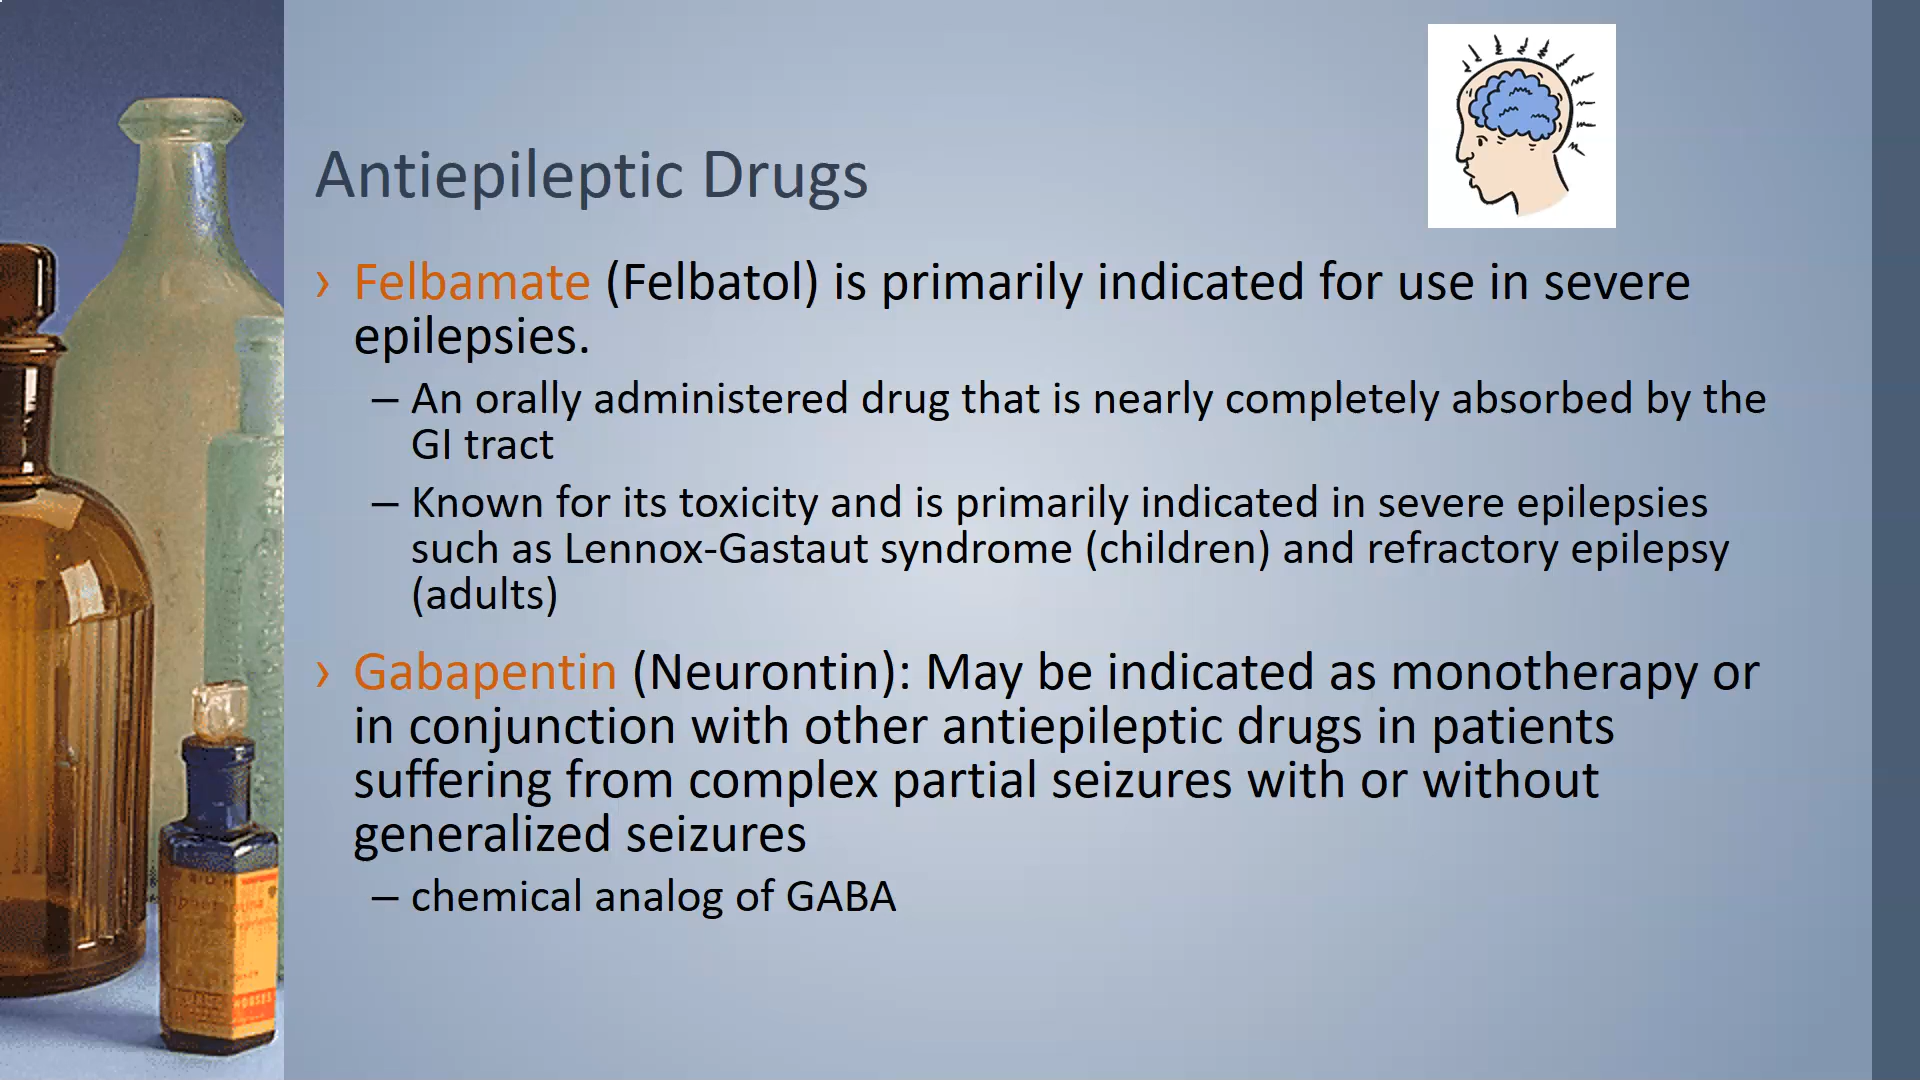 Antiepileptic Drugs
› Felbamate (Felbatol) is primarily indicated for use in severe
epilepsies.
– An orally administered drug that is nearly completely absorbed by the
GI tract
– Known for its toxicity and is primarily indicated in severe epilepsies
such as Lennox-Gastaut syndrome (children) and refractory epilepsy
(adults)
› Gabapentin (Neurontin): May be indicated as monotherapy or
in conjunction with other antiepileptic drugs in patients
suffering from complex partial seizures with or without
generalized seizures
– chemical analog of GABA